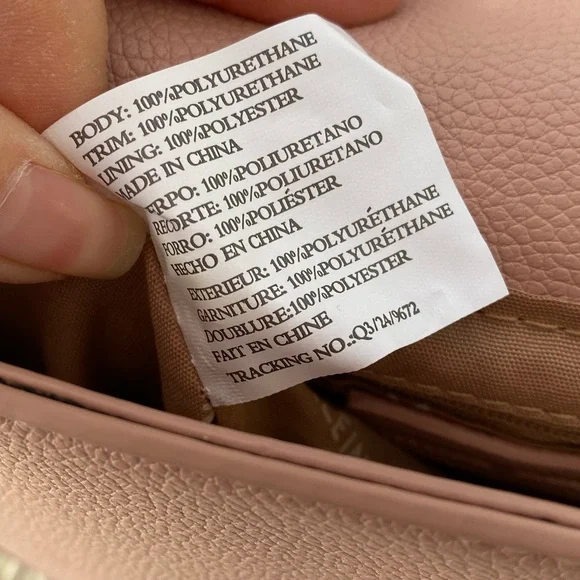 BODY: 100%POLYURETHANE
TRIM: 100%POLYURETHANE
LINING: 100%POLYESTER
MADE IN CHINA
ERPO: 100%POLIURETANO
RECORTE: 100%POLIURETANO
FORRO: 100%POLIÉSTER
HECHO EN CHINA
EXTERIEUR: 100%POLYURÉTHANE
GARNITURE: 100%POLYURÉTHANE
DOUBLURE:100%POLYESTER
FAIT EN CHINE
TRACKING NO.:Q3/24/9672